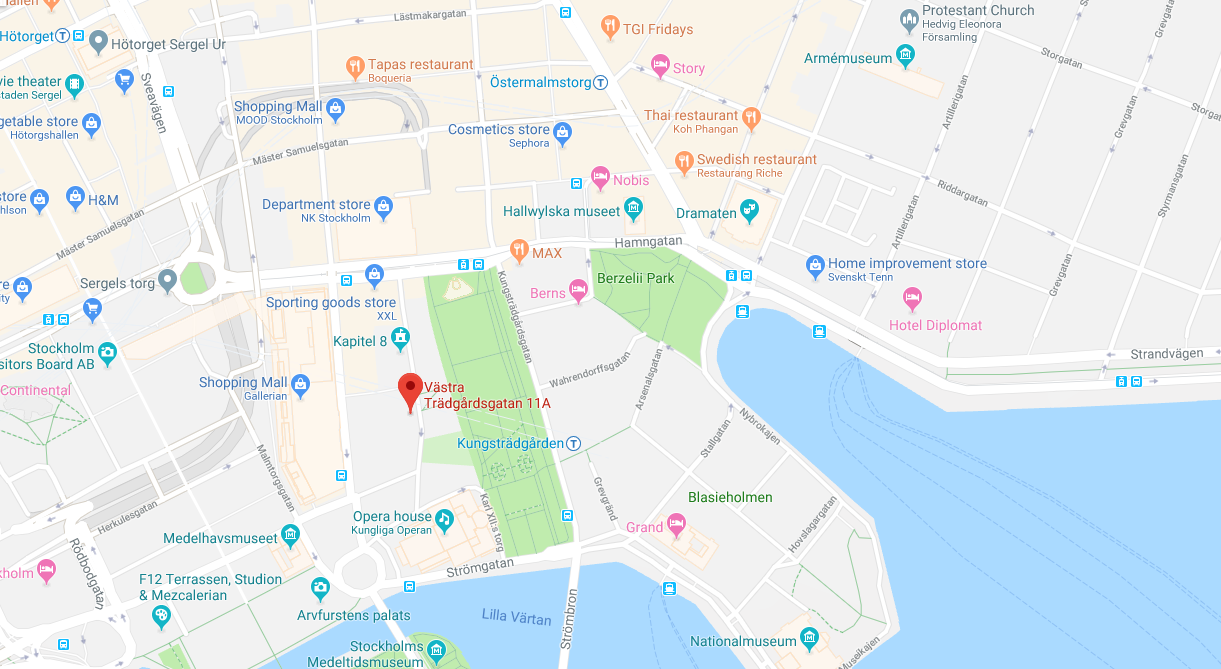 Hötorget
Hötorget Sergel Ur
Lästmakargatan
TGI Fridays
Protestant Church
Hedvig Eleonora
Församling
Grevgatan
Storgatan
Armémuseum
Story
Tapas restaurant
Boqueria
Östermalmstorg
vie theater
staden Sergel
Sveavägen
Shopping Mall
MOOD Stockholm
Artillerigatan
Grevgatan
Storgatan
getable store
Hötorgshallen
Cosmetics store
Sephora
Thai restaurant
Koh Phangan
Mäster Samuelsgatan
Swedish restaurant
Restaurang Riche
Nobis
Riddargatan
Styrmansgatan
store
hlson
H&M
Department store
NK Stockholm
Hallwylska museet
Dramaten
Artillerigatan
Mäster Samuelsgatan
Hamngatan
MAX
Home improvement store
Svenskt Tenn
Grevgatan
Sergels torg
Berzelii Park
Berns
Sporting goods store
XXL
Kungsträdgårdsgatan
Hotel Diplomat
Kapitel 8
Stockholm
isitors Board AB
Strandvägen
Wahrendorffsgatan
Arsenalsgatan
Continental
Shopping Mall
Gallerian
Västra
Trädgårdsgatan 11A
Stallgatan
Nybrokajen
Kungsträdgården
Malmtorgsgatan
Grevgränd
Blasieholmen
Herkulesgatan
Karl XII:s torg
Opera house
Kungliga Operan
Grand
Hovslagargatan
Medelhavsmuseet
Rödbodgatan
Strömgatan
kholm
F12 Terrassen, Studion
& Mezcalerian
Arvfurstens palats
Lilla Värtan
Strömbron
Stockholms
Medeltidsmuseum
Nationalmuseum
Museikajen